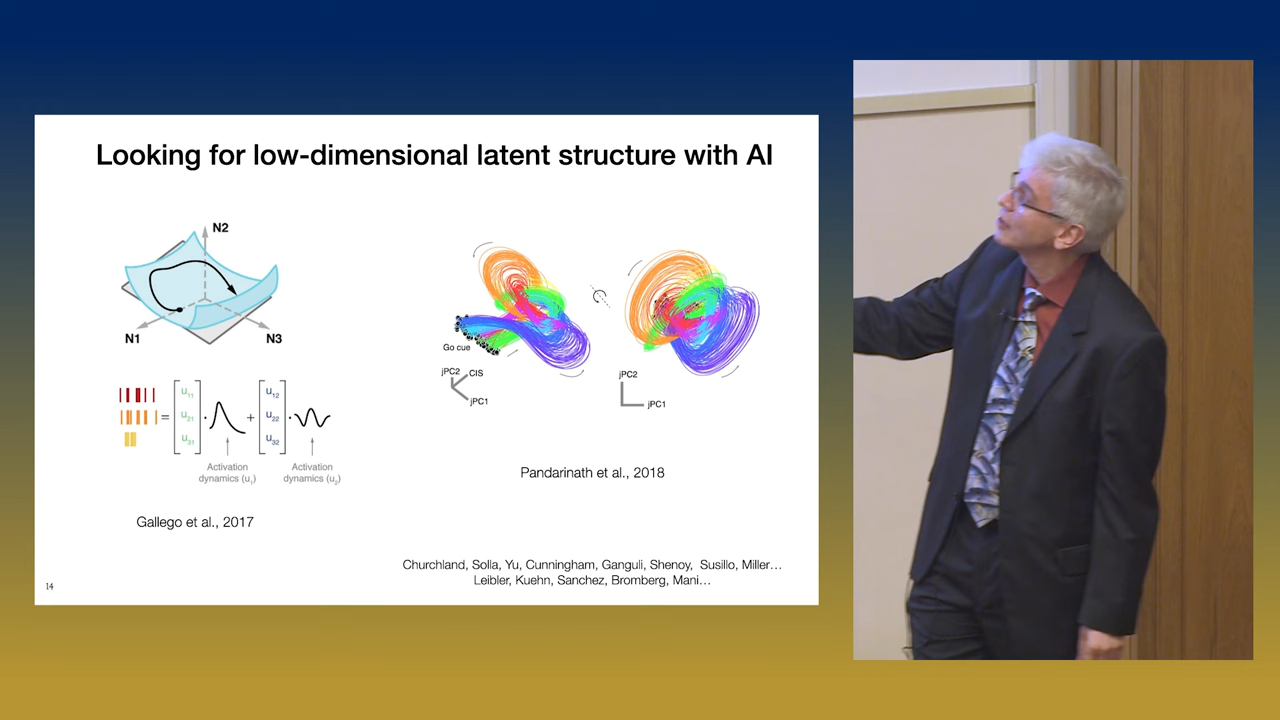 Looking for low-dimensional latent structure with AI
N2
N1
N3
Go cue
jPC2
CIS
jPC1
jPC2
jPC1
u11
u21
u31
u12
u22
u32
=
+
Activation
dynamics (u1)
Activation
dynamics (u2)
Pandarinath et al., 2018
Gallego et al., 2017
Churchland, Solla, Yu, Cunningham, Ganguli, Shenoy, Susillo, Miller…
Leibler, Kuehn, Sanchez, Bromberg, Mani…
14